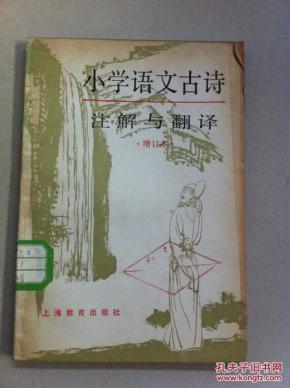 小学语文古诗
注解与翻译
·增订本·
上海教育出版社
孔夫子旧书网